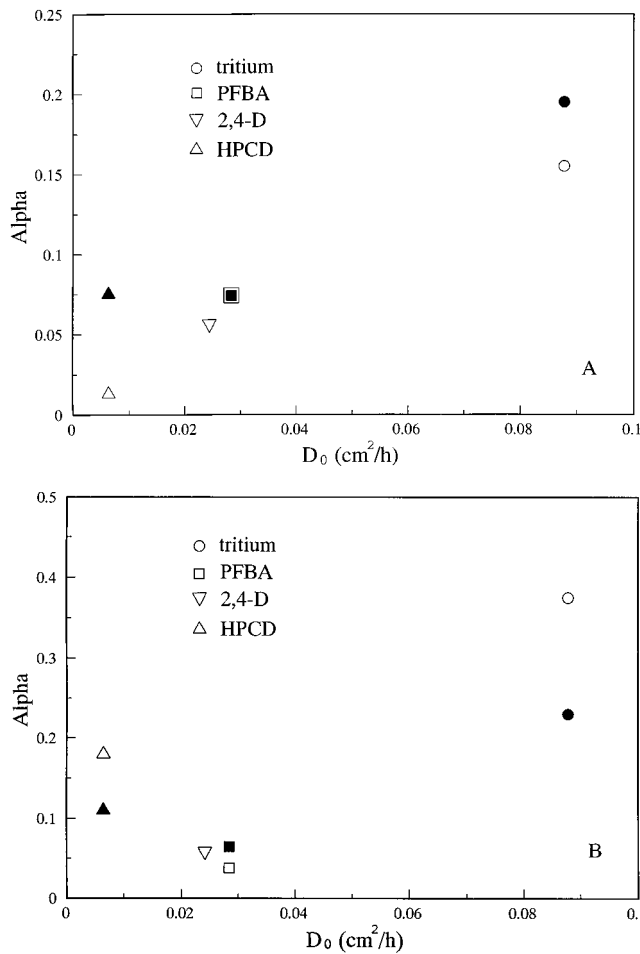 0.25
0.2
0.15
0.1
0.05
0
Alpha
tritium
PFBA
2,4-D
HPCD
A
0 0.02 0.04 0.06 0.08 0.1
D₀ (cm²/h)
0.5
0.4
0.3
0.2
0.1
0
Alpha
tritium
PFBA
2,4-D
HPCD
B
0 0.02 0.04 0.06 0.08 0.
D₀ (cm²/h)